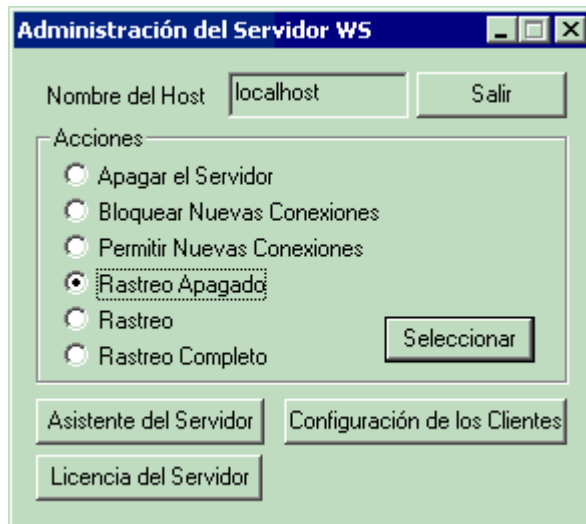 Administración del Servidor WS
Nombre del Host localhost Salir
Acciones
Apagar el Servidor
Bloquear Nuevas Conexiones
Permitir Nuevas Conexiones
Rastreo Apagado
Rastreo
Seleccionar
Rastreo Completo
Asistente del Servidor Configuración de los Clientes
Licencia del Servidor